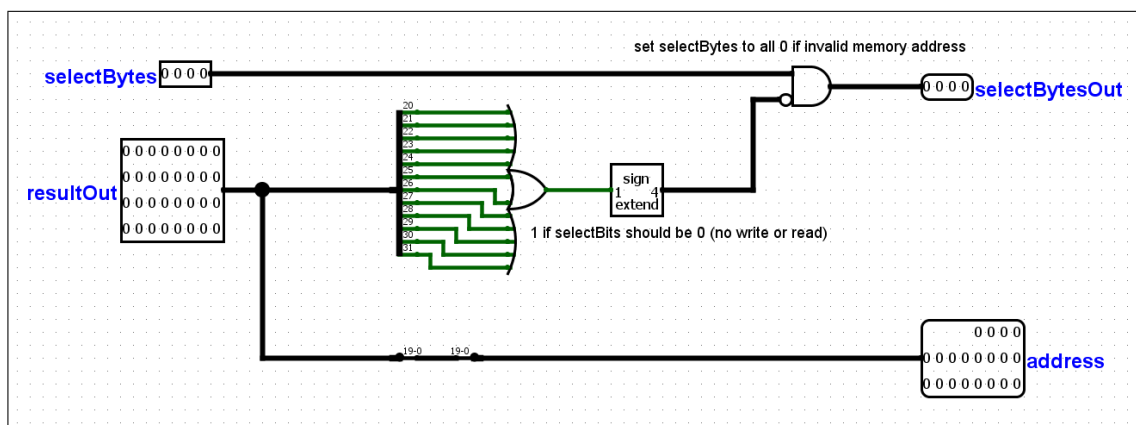 set selectBytes to all 0 if invalid memory address
selectBytes
0 0 0 0
0 0 0 0
selectBytesOut
20
21
22
23
24
25
26
27
28
29
30
31
resultOut
0 0 0 0 0 0 0 0
0 0 0 0 0 0 0 0
0 0 0 0 0 0 0 0
0 0 0 0 0 0 0 0
sign
1 4
extend
1 if selectBits should be 0 (no write or read)
19-0 19-0
0 0 0 0
0 0 0 0 0 0 0 0
0 0 0 0 0 0 0 0
address